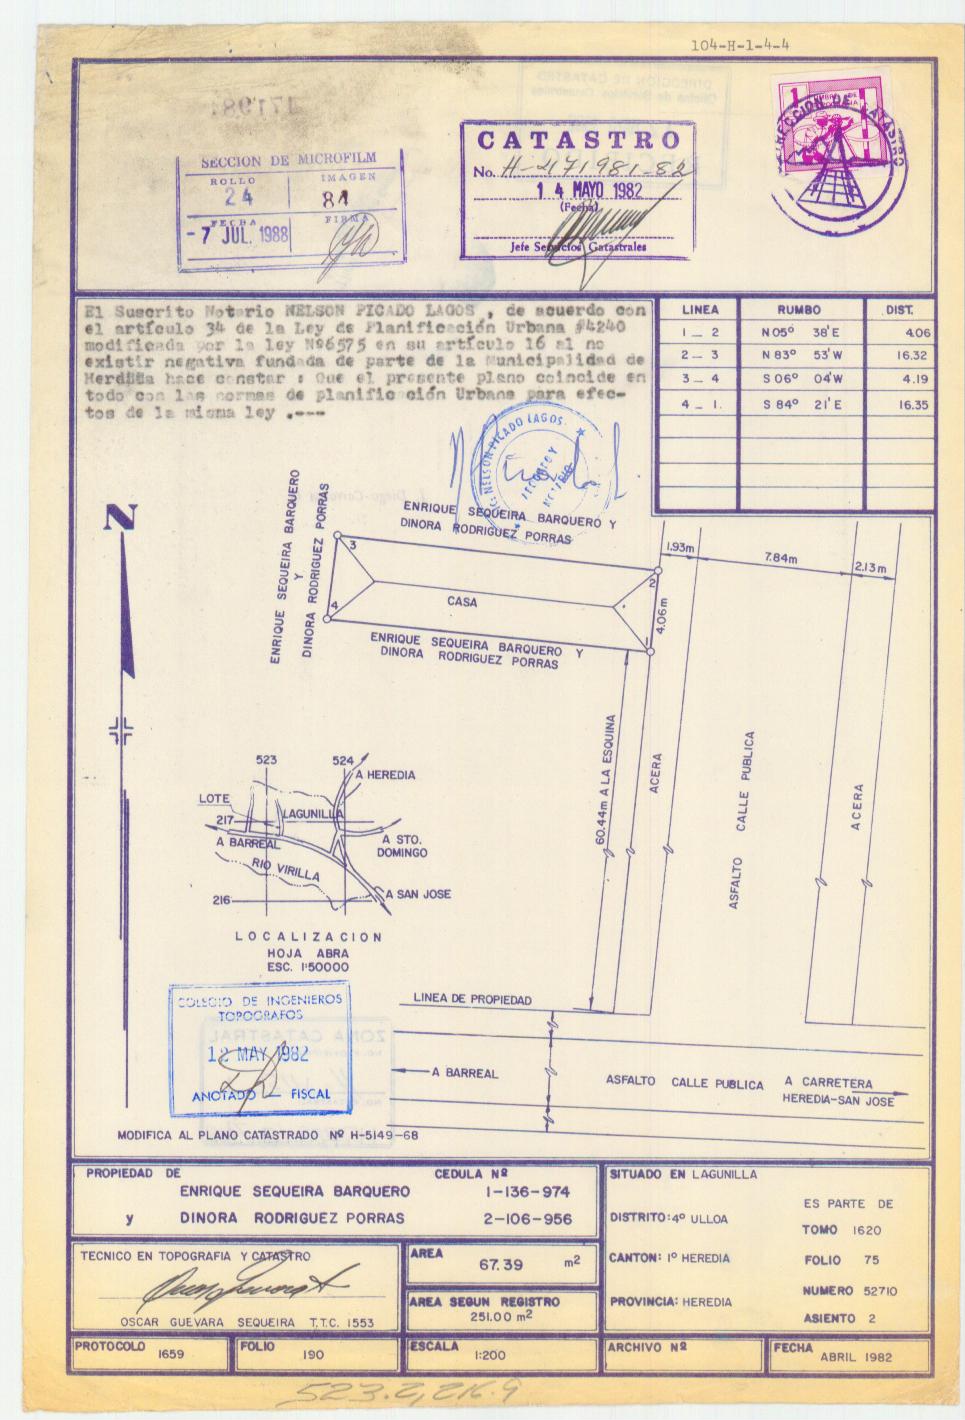 104-H-1-4-4
SECCION DE MICROFILM
ROLLO
24
IMAGEN
81
FECHA
- 7 JUL. 1988
FIRMA
CATASTRO
No. H-471981-82
1 4 MAYO 1982
(Fecha)
Jefe Servicios Catastrales
DIRECCION DE CATASTRO
1
El Suscrito Notario NELSON PICADO LAGOS , de acuerdo con
el artículo 34 de la Ley de Planificación Urbana #4240
modificada por la ley Nº6575 en su artículo 16 al no
existir negativa fundada de parte de la Municipalidad de
Heredia hace constar : Que el presente plano coincide en
todo con las normas de planificación Urbana para efec-
tos de la misma ley .---
LINEA RUMBO DIST.
1 – 2 N 05° 38' E 4.06
2 – 3 N 83° 53' W 16.32
3 – 4 S 06° 04' W 4.19
4 – 1. S 84° 21' E 16.35
NELSON PICADO LAGOS
N
ENRIQUE SEQUEIRA BARQUERO
Y
DINORA RODRIGUEZ PORRAS
ENRIQUE SEQUEIRA BARQUERO Y
DINORA RODRIGUEZ PORRAS
3
4
2
1
CASA
4.06m
1.93m
7.84m
2.13m
ENRIQUE SEQUEIRA BARQUERO Y
DINORA RODRIGUEZ PORRAS
60.44m A LA ESQUINA
ACERA
ASFALTO CALLE PUBLICA
ACERA
523
524
A HEREDIA
LOTE
217
LAGUNILLA
A BARREAL
A STO.
DOMINGO
RIO VIRILLA
216
A SAN JOSE
LOCALIZACION
HOJA ABRA
ESC. 1:50000
COLEGIO DE INGENIEROS
TOPOGRAFOS
12 MAY 1982
ANOTADO — FISCAL
LINEA DE PROPIEDAD
A BARREAL
ASFALTO CALLE PUBLICA
A CARRETERA
HEREDIA-SAN JOSE
MODIFICA AL PLANO CATASTRADO Nº H-5149-68
PROPIEDAD DE CEDULA Nº
ENRIQUE SEQUEIRA BARQUERO 1-136-974
y DINORA RODRIGUEZ PORRAS 2-106-956
SITUADO EN LAGUNILLA
ES PARTE DE
DISTRITO: 4º ULLOA
TOMO 1620
CANTON: 1º HEREDIA
FOLIO 75
NUMERO 52710
PROVINCIA: HEREDIA
ASIENTO 2
TECNICO EN TOPOGRAFIA Y CATASTRO
OSCAR GUEVARA SEQUEIRA T.T.C. 1553
AREA
67.39 m2
AREA SEGUN REGISTRO
251.00 m2
PROTOCOLO 1659
FOLIO 190
ESCALA 1:200
ARCHIVO Nº
FECHA ABRIL 1982
523.2,216.9